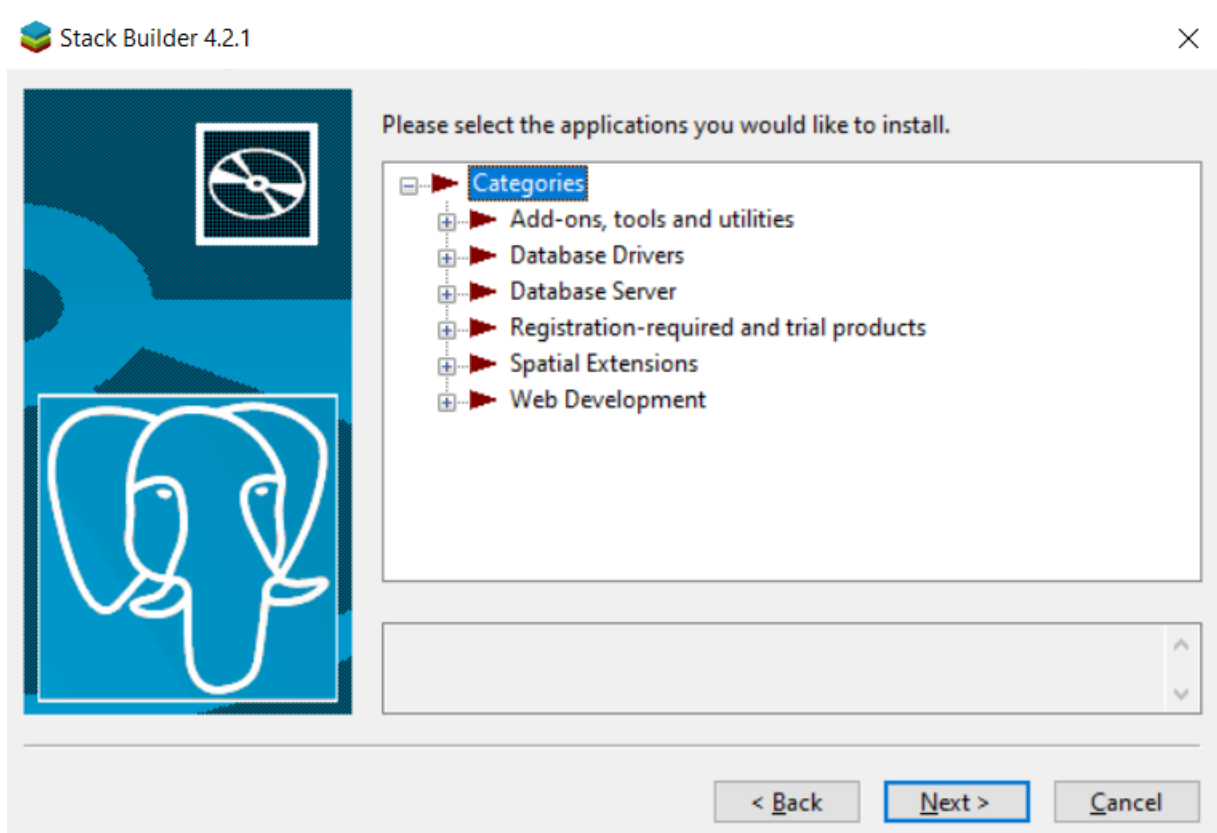 Stack Builder 4.2.1
Please select the applications you would like to install.
Categories
Add-ons, tools and utilities
Database Drivers
Database Server
Registration-required and trial products
Spatial Extensions
Web Development
< Back
Next >
Cancel